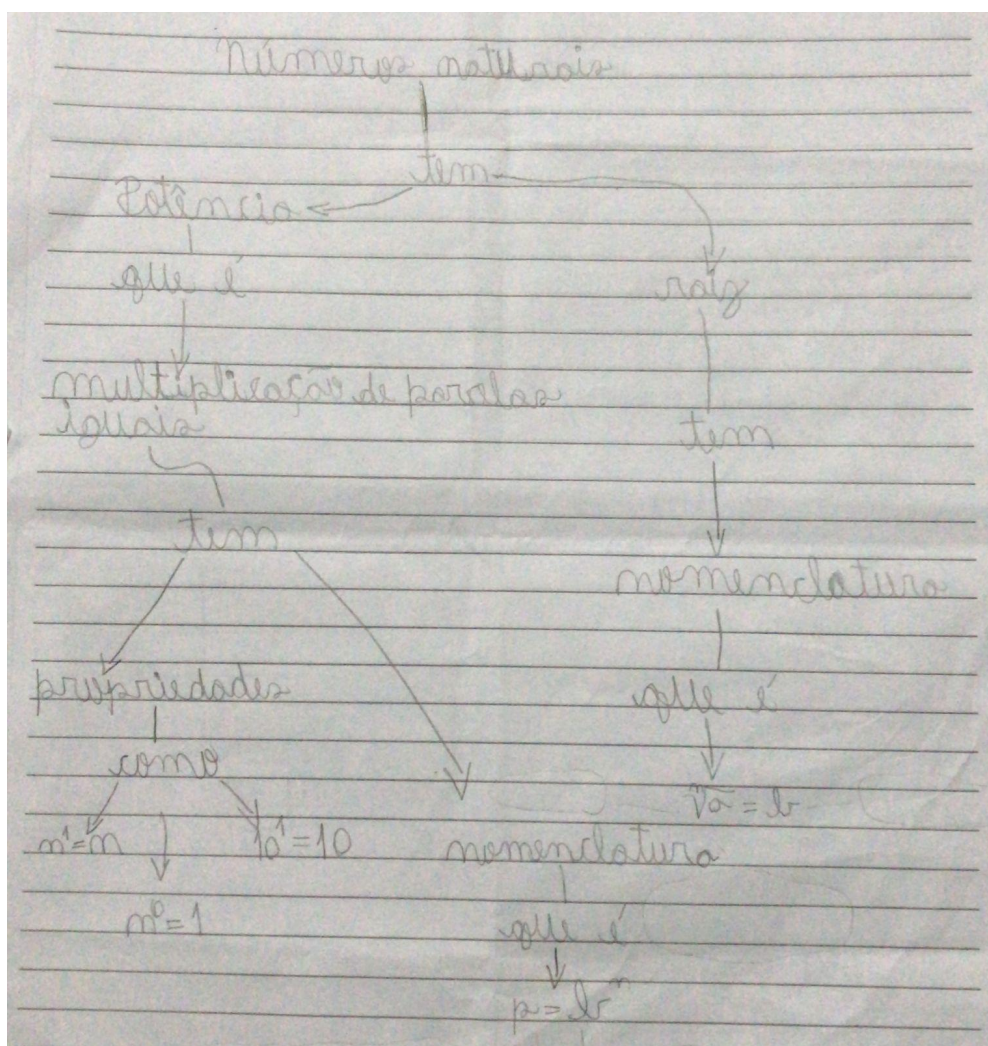 Números naturais
tem
Potência
que é
raíz
multiplicação de parcelas
iguais
tem
tem
nomenclatura
propriedades
que é
como
ⁿ√a = b
n¹=n
10¹=10
nomenclatura
n⁰=1
que é
p=bⁿ